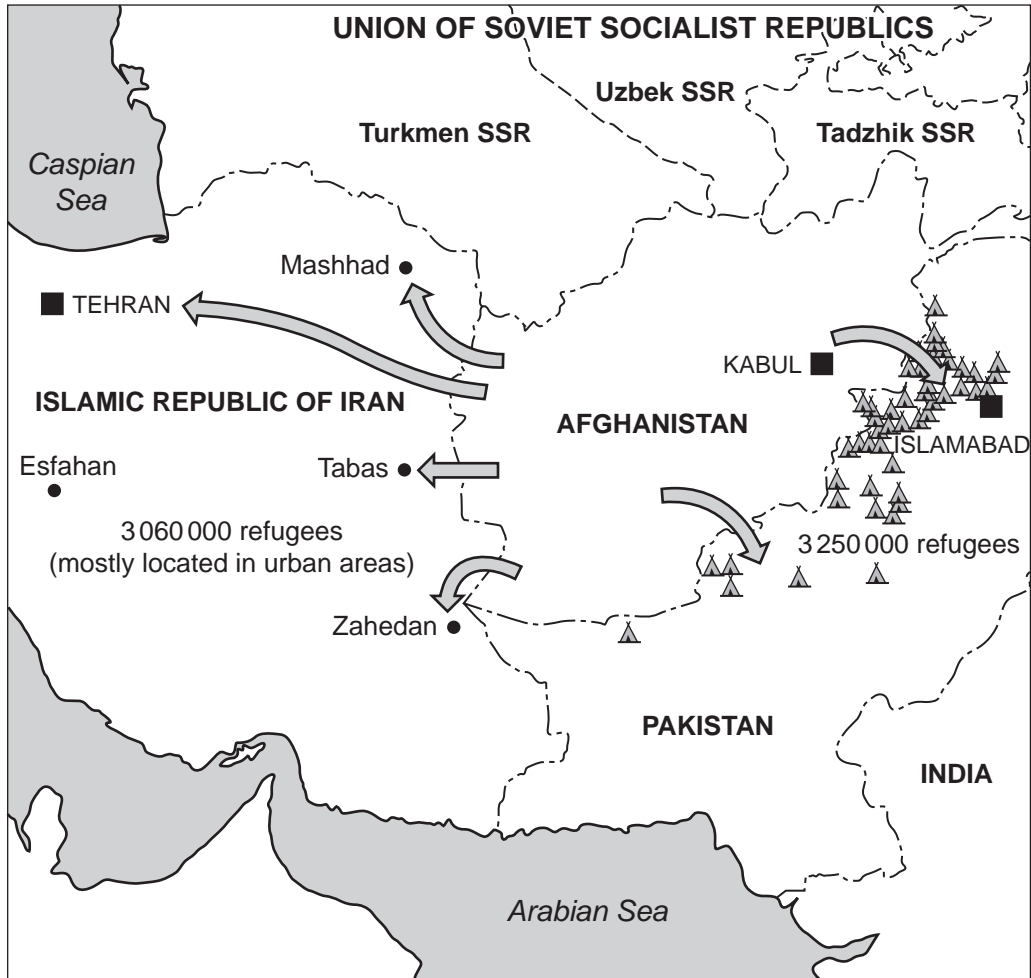 UNION OF SOVIET SOCIALIST REPUBLICS
Uzbek SSR
Turkmen SSR
Tadzhik SSR
Caspian
Sea
Mashhad
TEHRAN
KABUL
ISLAMIC REPUBLIC OF IRAN
AFGHANISTAN
ISLAMABAD
Esfahan
Tabas
3 060 000 refugees
(mostly located in urban areas)
3 250 000 refugees
Zahedan
PAKISTAN
INDIA
Arabian Sea